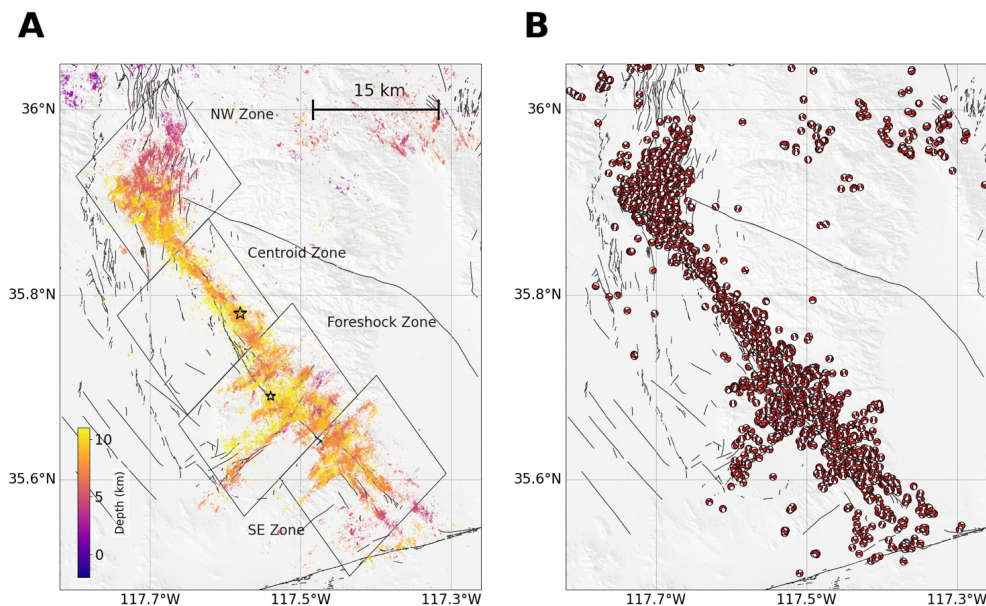 A
B
15 km
36°N
NW Zone
36°N
Centroid Zone
35.8°N
35.8°N
Foreshock Zone
10
5
Depth (km)
0
35.6°N
35.6°N
SE Zone
117.7°W
117.5°W
117.3°W
117.7°W
117.5°W
117.3°W